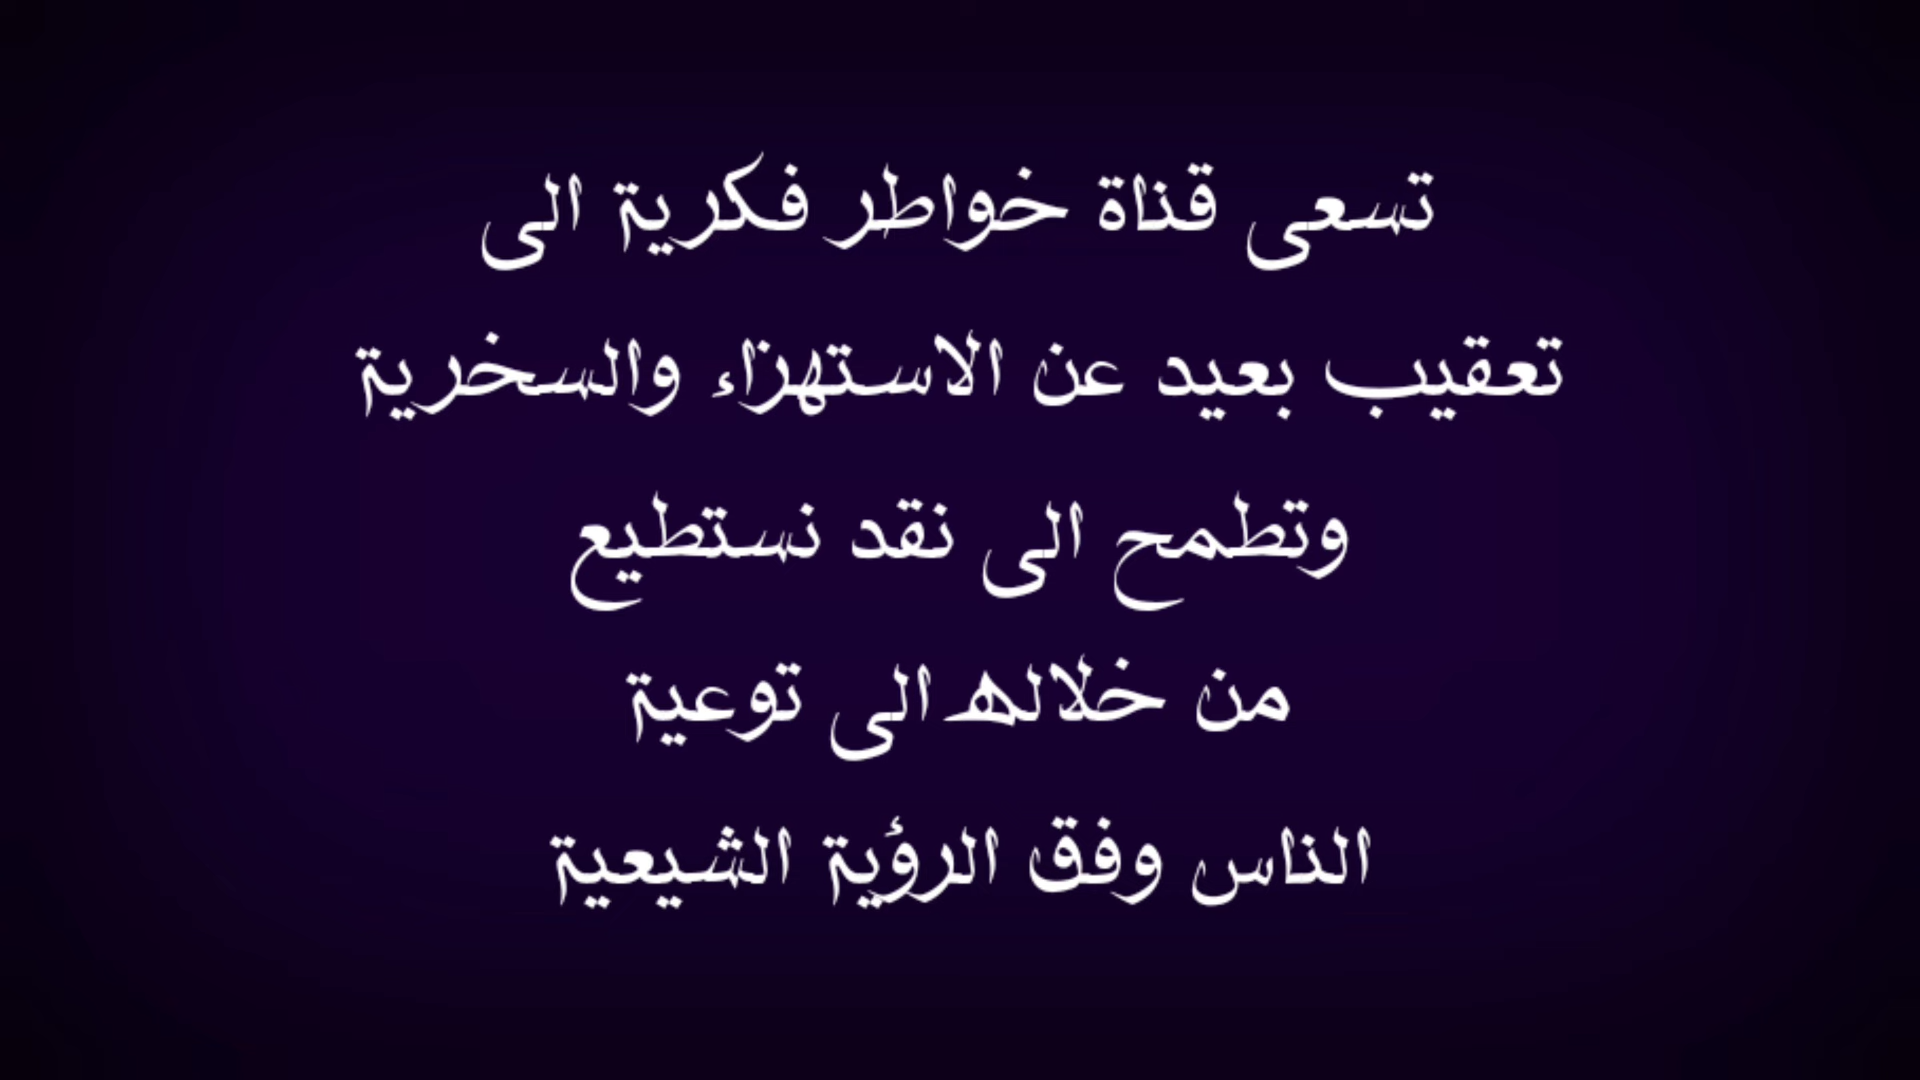 تسعى قناة خواطر فكرية الى
تعقيب بعيد عن الاستهزاء والسخرية
وتطمح الى نقد نستطيع
من خلاله الى توعية
الناس وفق الرؤية الشيعية